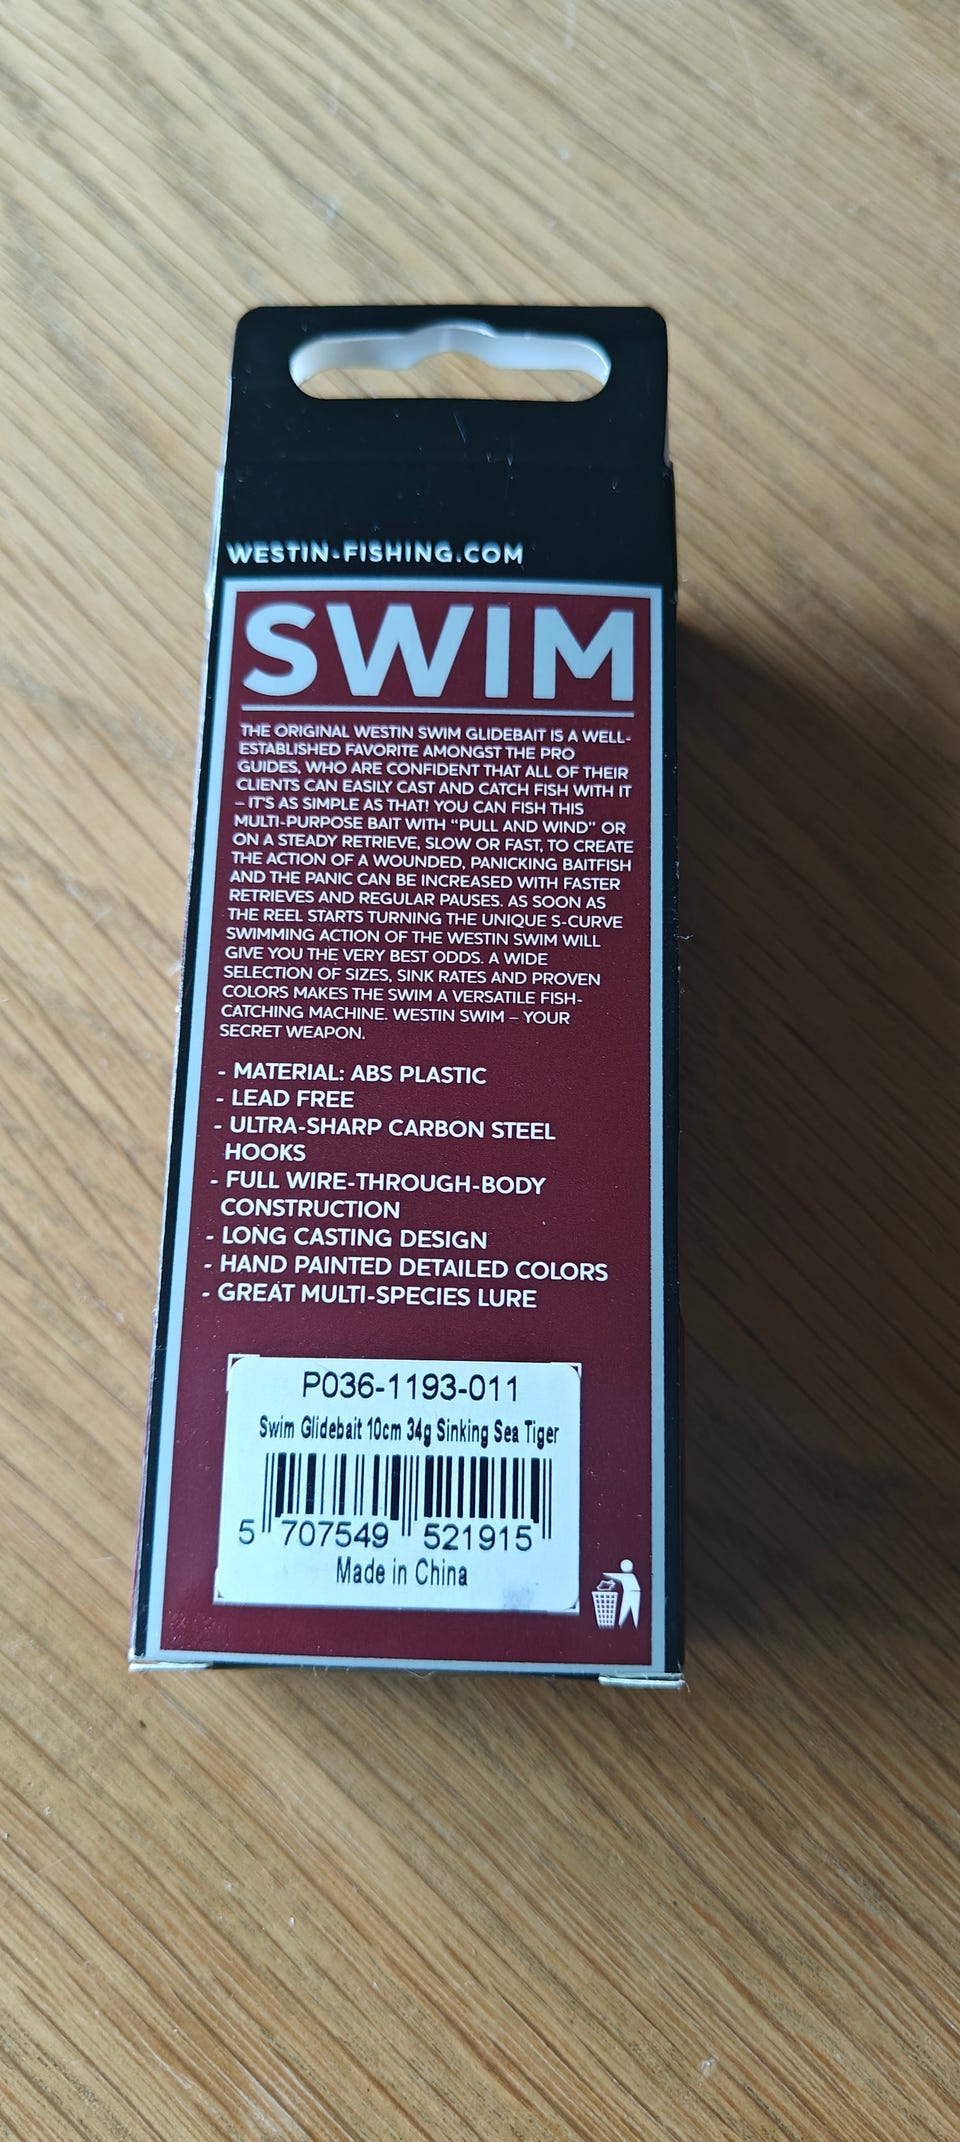 WESTIN-FISHING.COM
SWIM
THE ORIGINAL WESTIN SWIM GLIDEBAIT IS A WELL-
ESTABLISHED FAVORITE AMONGST THE PRO
GUIDES, WHO ARE CONFIDENT THAT ALL OF THEIR
CLIENTS CAN EASILY CAST AND CATCH FISH WITH IT
– IT'S AS SIMPLE AS THAT! YOU CAN FISH THIS
MULTI-PURPOSE BAIT WITH “PULL AND WIND” OR
ON A STEADY RETRIEVE, SLOW OR FAST, TO CREATE
THE ACTION OF A WOUNDED, PANICKING BAITFISH
AND THE PANIC CAN BE INCREASED WITH FASTER
RETRIEVES AND REGULAR PAUSES. AS SOON AS
THE REEL STARTS TURNING THE UNIQUE S-CURVE
SWIMMING ACTION OF THE WESTIN SWIM WILL
GIVE YOU THE VERY BEST ODDS. A WIDE
SELECTION OF SIZES, SINK RATES AND PROVEN
COLORS MAKES THE SWIM A VERSATILE FISH-
CATCHING MACHINE. WESTIN SWIM – YOUR
SECRET WEAPON.
- MATERIAL: ABS PLASTIC
- LEAD FREE
- ULTRA-SHARP CARBON STEEL
HOOKS
- FULL WIRE-THROUGH-BODY
CONSTRUCTION
- LONG CASTING DESIGN
- HAND PAINTED DETAILED COLORS
- GREAT MULTI-SPECIES LURE
P036-1193-011
Swim Glidebait 10cm 34g Sinking Sea Tiger
5 707549 521915
Made in China